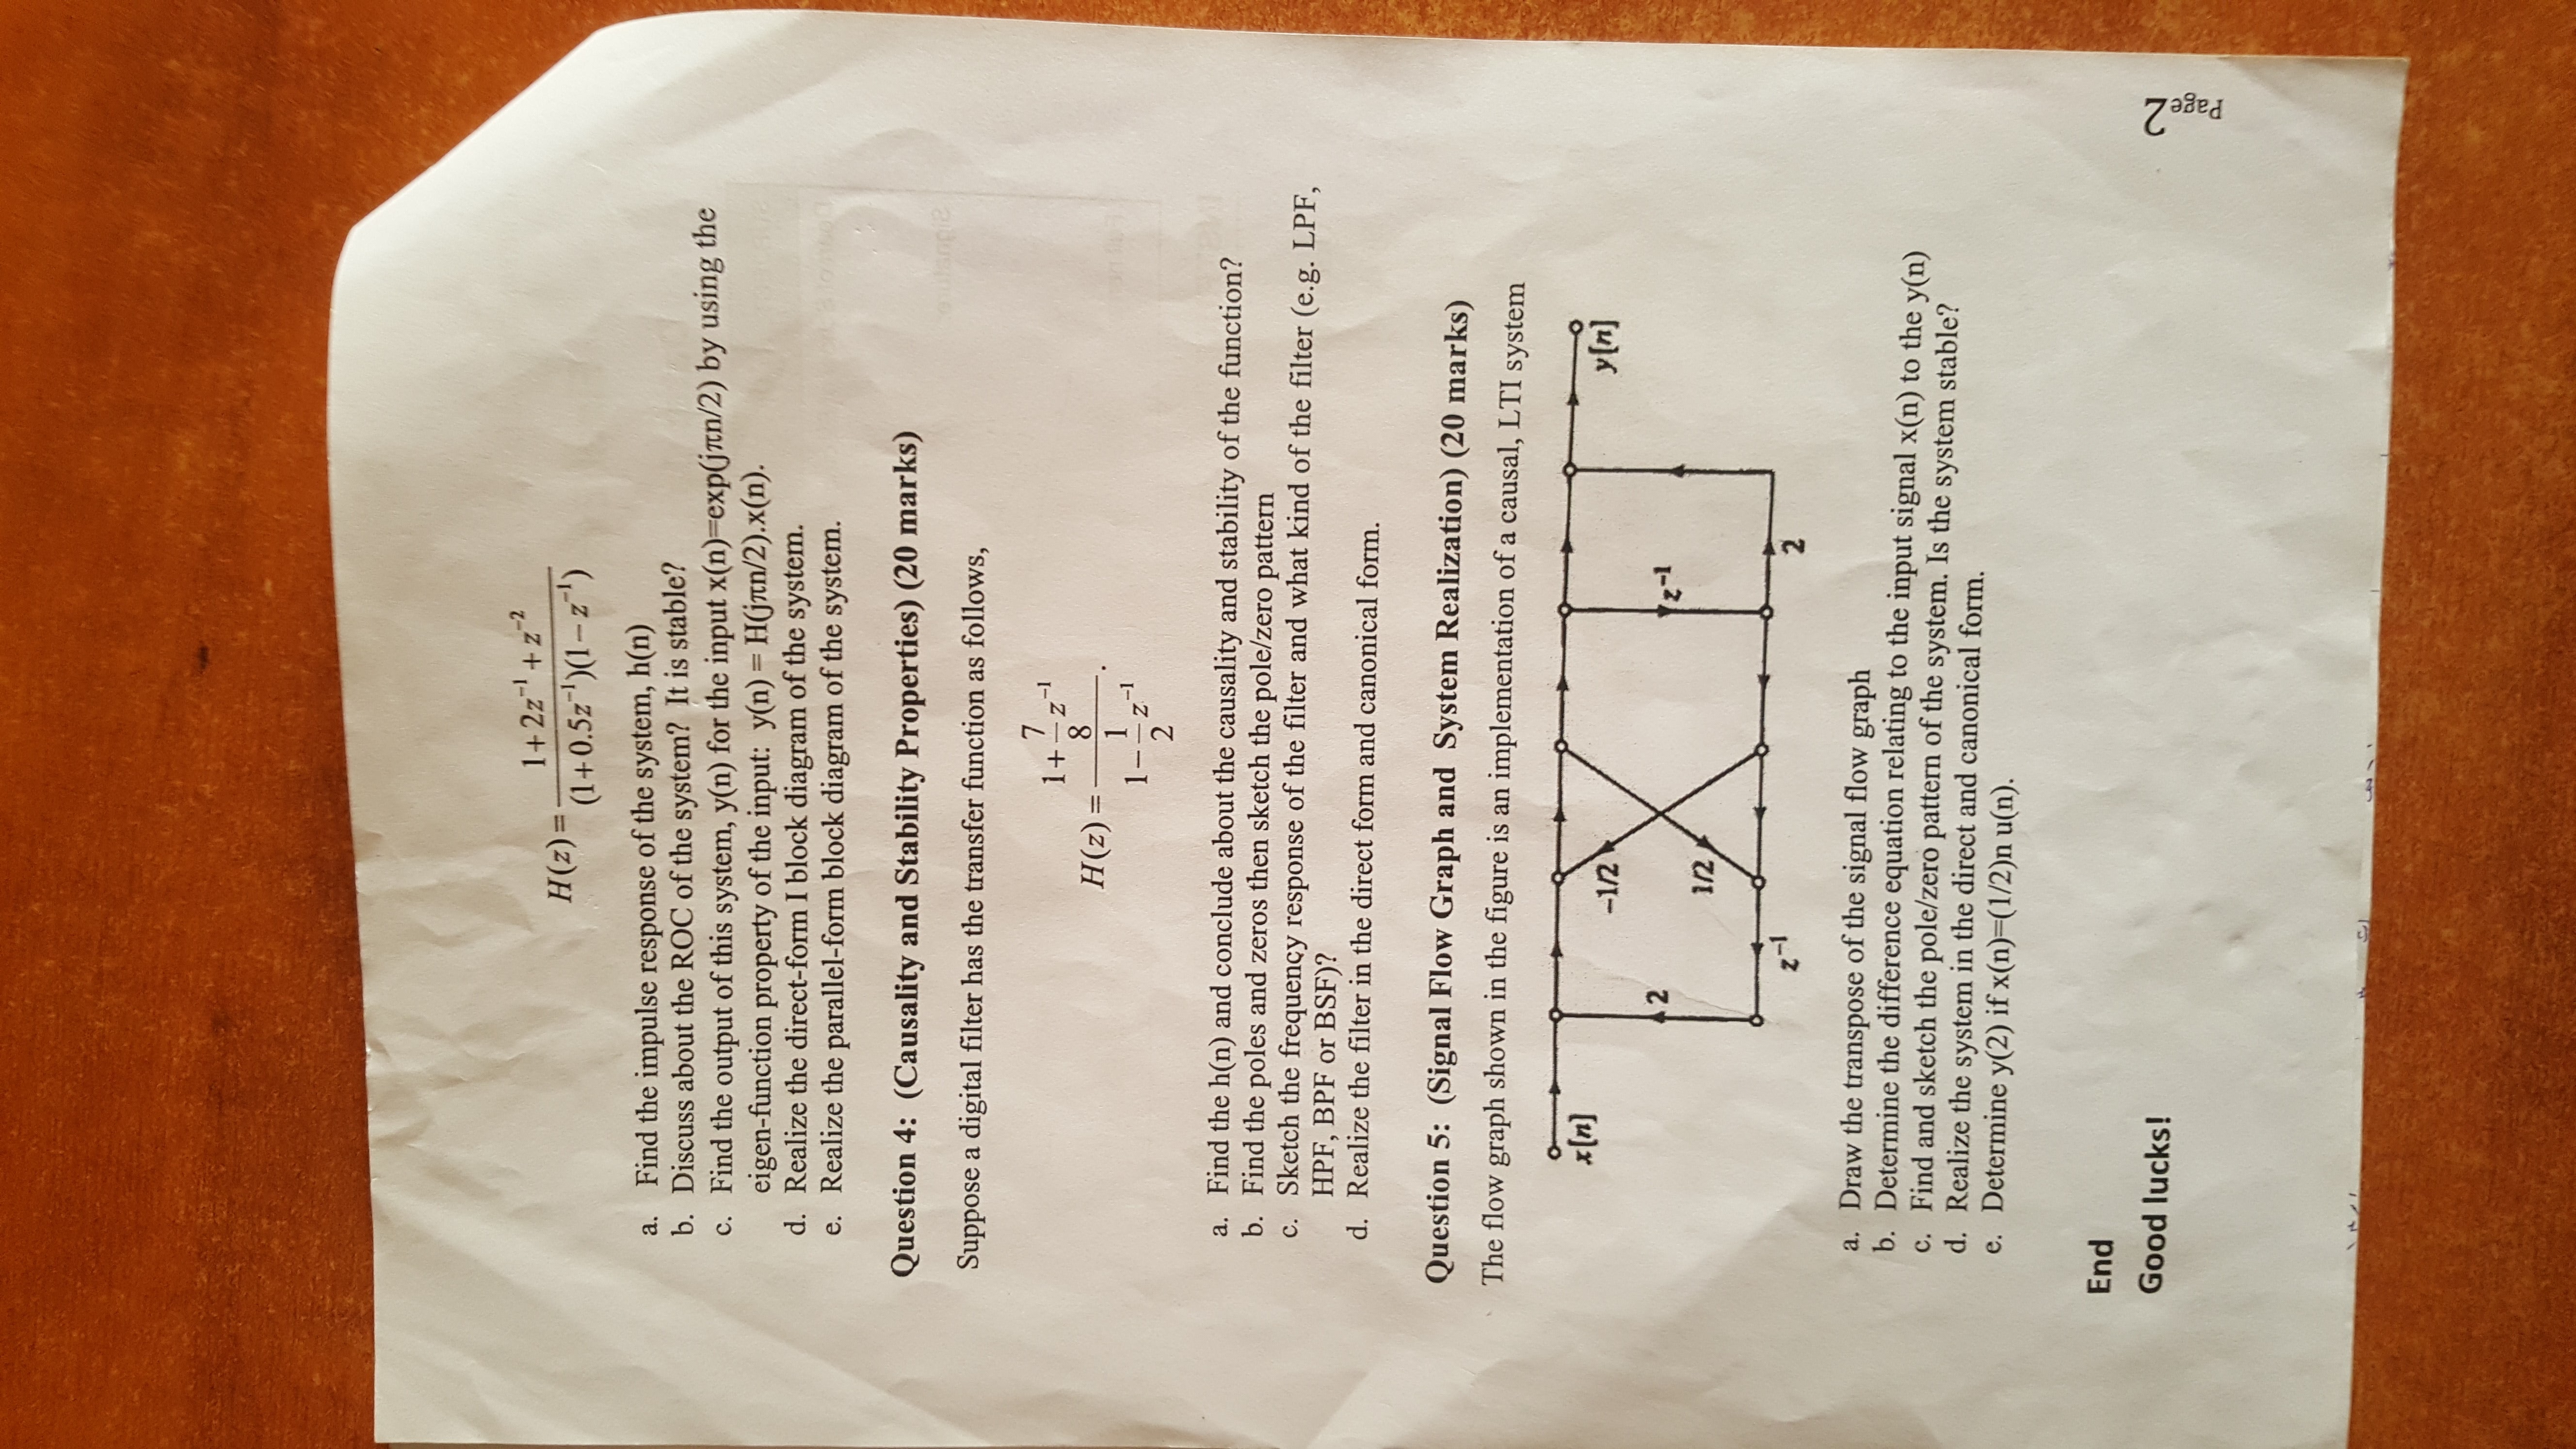 H(z) = (1+2z⁻¹+z⁻²) / ((1+0.5z⁻¹)(1−z⁻¹))
a. Find the impulse response of the system, h(n)
b. Discuss about the ROC of the system? It is stable?
c. Find the output of this system, y(n) for the input x(n)=exp(jπn/2) by using the
eigen-function property of the input: y(n) = H(jπn/2).x(n).
d. Realize the direct-form I block diagram of the system.
e. Realize the parallel-form block diagram of the system.
Question 4: (Causality and Stability Properties) (20 marks)
Suppose a digital filter has the transfer function as follows,
H(z) = (1+7/8 z⁻¹) / (1−1/2 z⁻¹).
a. Find the h(n) and conclude about the causality and stability of the function?
b. Find the poles and zeros then sketch the pole/zero pattern
c. Sketch the frequency response of the filter and what kind of the filter (e.g. LPF,
HPF, BPF or BSF)?
d. Realize the filter in the direct form and canonical form.
Question 5: (Signal Flow Graph and System Realization) (20 marks)
The flow graph shown in the figure is an implementation of a causal, LTI system
x[n]
−1/2
y[n]
2
z⁻¹
1/2
z⁻¹
2
a. Draw the transpose of the signal flow graph
b. Determine the difference equation relating to the input signal x(n) to the y(n)
c. Find and sketch the pole/zero pattern of the system. Is the system stable?
d. Realize the system in the direct and canonical form.
e. Determine y(2) if x(n)=(1/2)n u(n).
End
Good lucks!
Page 2